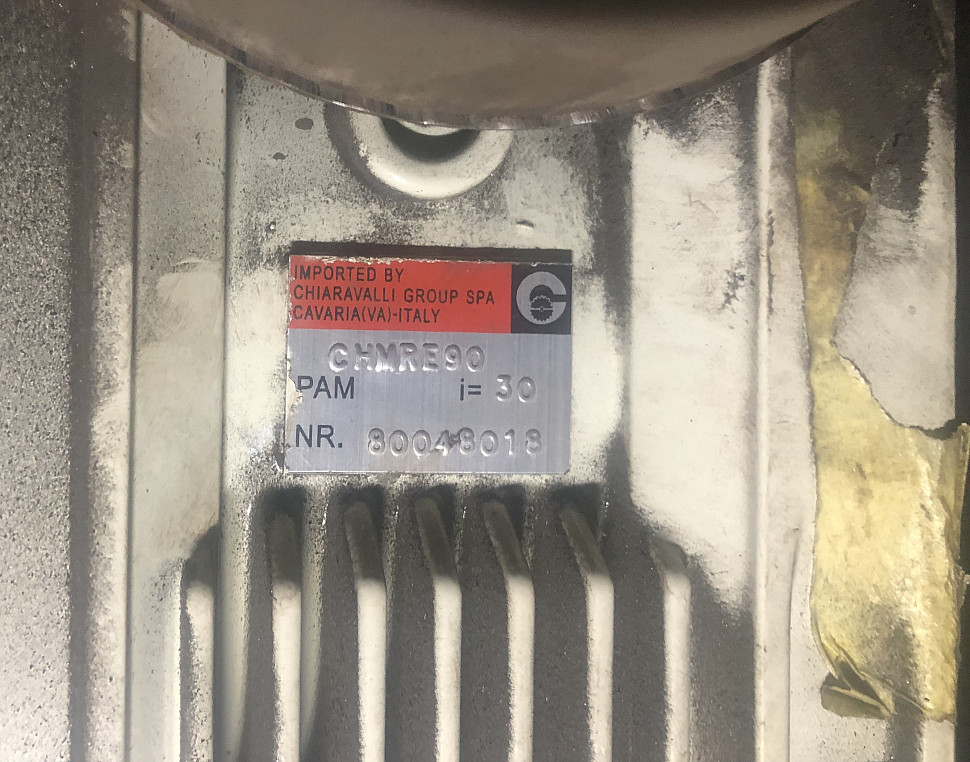 IMPORTED BY
CHIARAVALLI GROUP SPA
CAVARIA(VA)-ITALY
CHMRE90
PAM i= 30
NR. 80048018